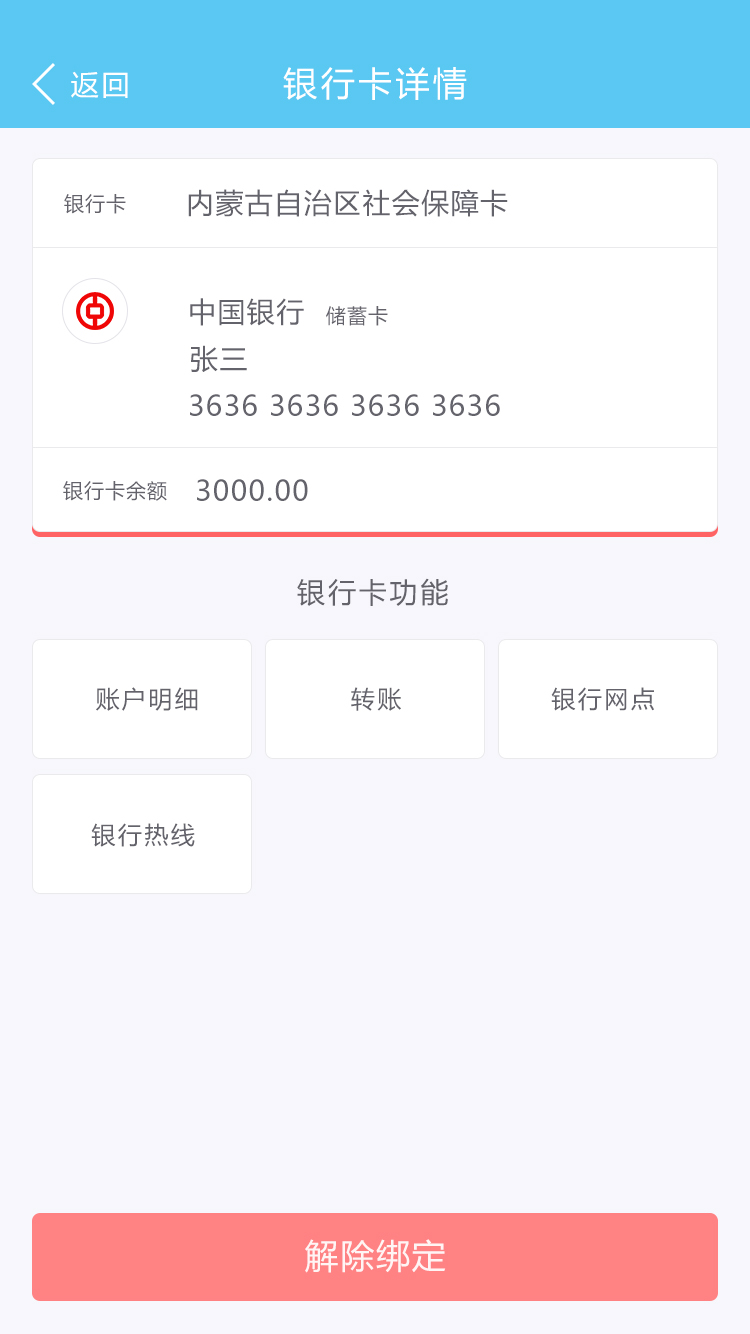 返回
银行卡详情
银行卡 内蒙古自治区社会保障卡
中国银行 储蓄卡
张三
3636 3636 3636 3636
银行卡余额 3000.00
银行卡功能
账户明细 转账 银行网点
银行热线
解除绑定